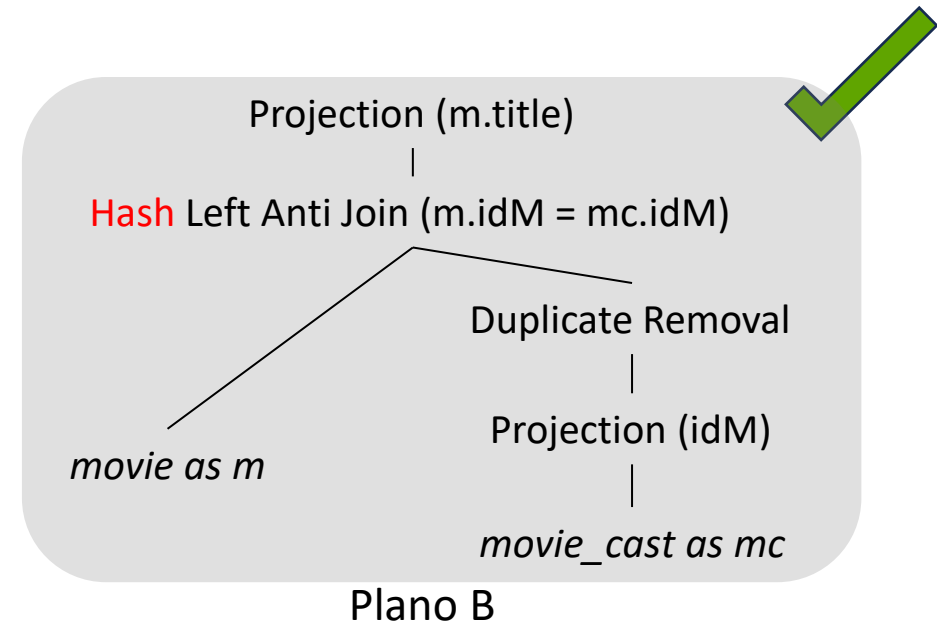 Projection (m.title)
Hash Left Anti Join (m.idM = mc.idM)
Duplicate Removal
Projection (idM)
movie as m
movie_cast as mc
Plano B